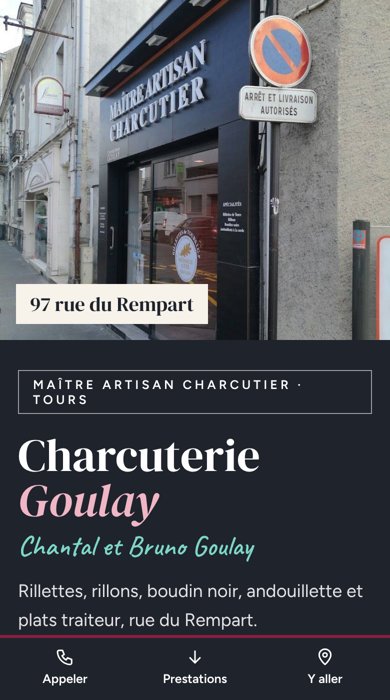 MAÎTRE ARTISAN
CHARCUTIER
ARRÊT ET LIVRAISON
AUTORISÉS
SPÉCIALITÉS
97 rue du Rempart
MAÎTRE ARTISAN CHARCUTIER ·
TOURS
Charcuterie
Goulay
Chantal et Bruno Goulay
Rillettes, rillons, boudin noir, andouillette et
plats traiteur, rue du Rempart.
Appeler
Prestations
Y aller